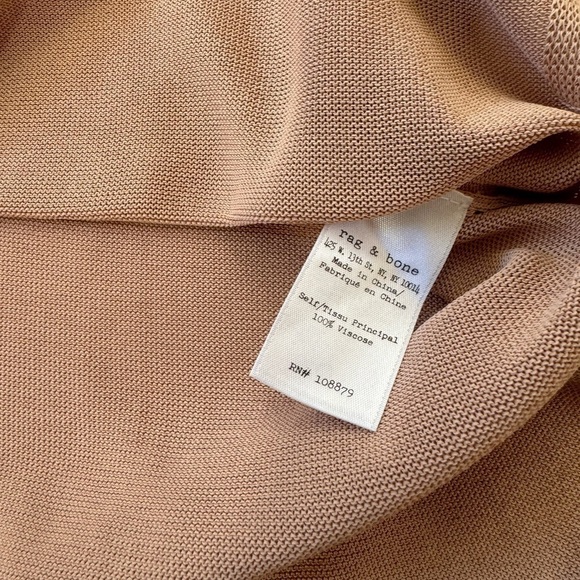 rag & bone
425 W. 13th St, NY, NY 10014
Made in China/
Fabriqué en Chine
Self/Tissu Principal
100% Viscose
RN# 108879